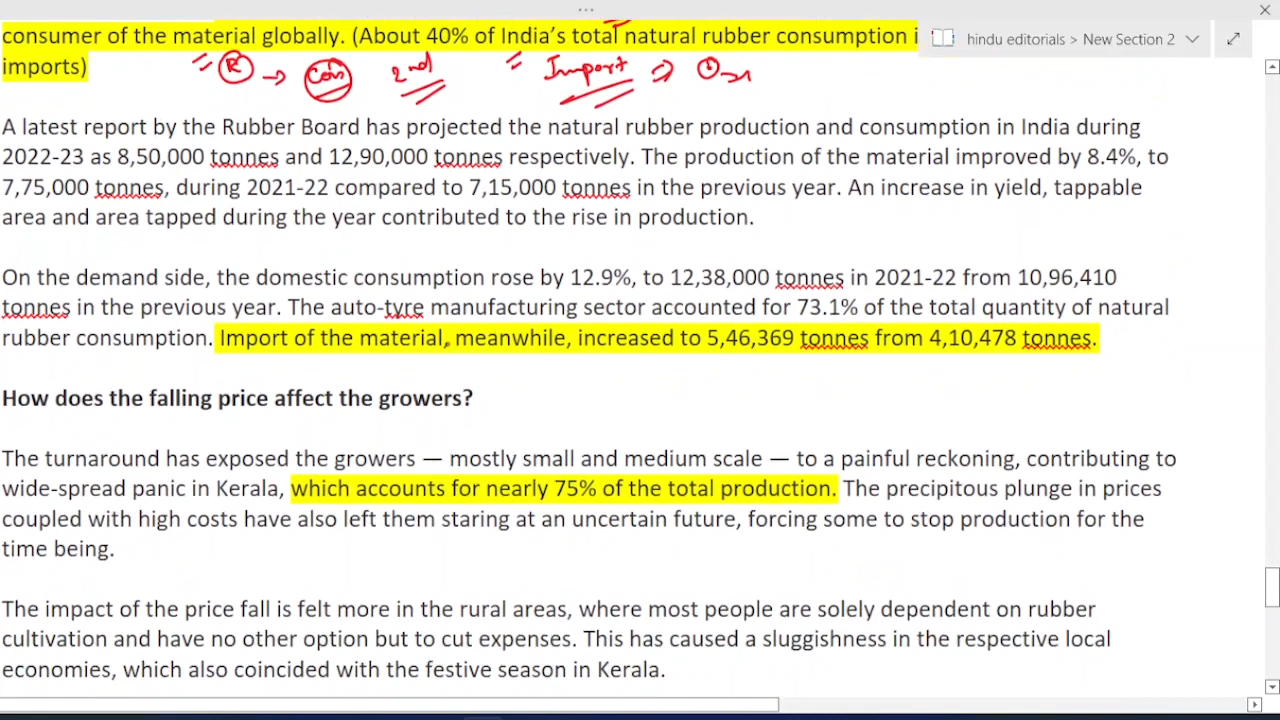 consumer of the material globally. (About 40% of India's total natural rubber consumption i
hindu editorials > New Section 2
imports)
= R → Con 2nd = Import ⇒
A latest report by the Rubber Board has projected the natural rubber production and consumption in India during
2022-23 as 8,50,000 tonnes and 12,90,000 tonnes respectively. The production of the material improved by 8.4%, to
7,75,000 tonnes, during 2021-22 compared to 7,15,000 tonnes in the previous year. An increase in yield, tappable
area and area tapped during the year contributed to the rise in production.
On the demand side, the domestic consumption rose by 12.9%, to 12,38,000 tonnes in 2021-22 from 10,96,410
tonnes in the previous year. The auto-tyre manufacturing sector accounted for 73.1% of the total quantity of natural
rubber consumption. Import of the material, meanwhile, increased to 5,46,369 tonnes from 4,10,478 tonnes.
How does the falling price affect the growers?
The turnaround has exposed the growers — mostly small and medium scale — to a painful reckoning, contributing to
wide-spread panic in Kerala, which accounts for nearly 75% of the total production. The precipitous plunge in prices
coupled with high costs have also left them staring at an uncertain future, forcing some to stop production for the
time being.
The impact of the price fall is felt more in the rural areas, where most people are solely dependent on rubber
cultivation and have no other option but to cut expenses. This has caused a sluggishness in the respective local
economies, which also coincided with the festive season in Kerala.